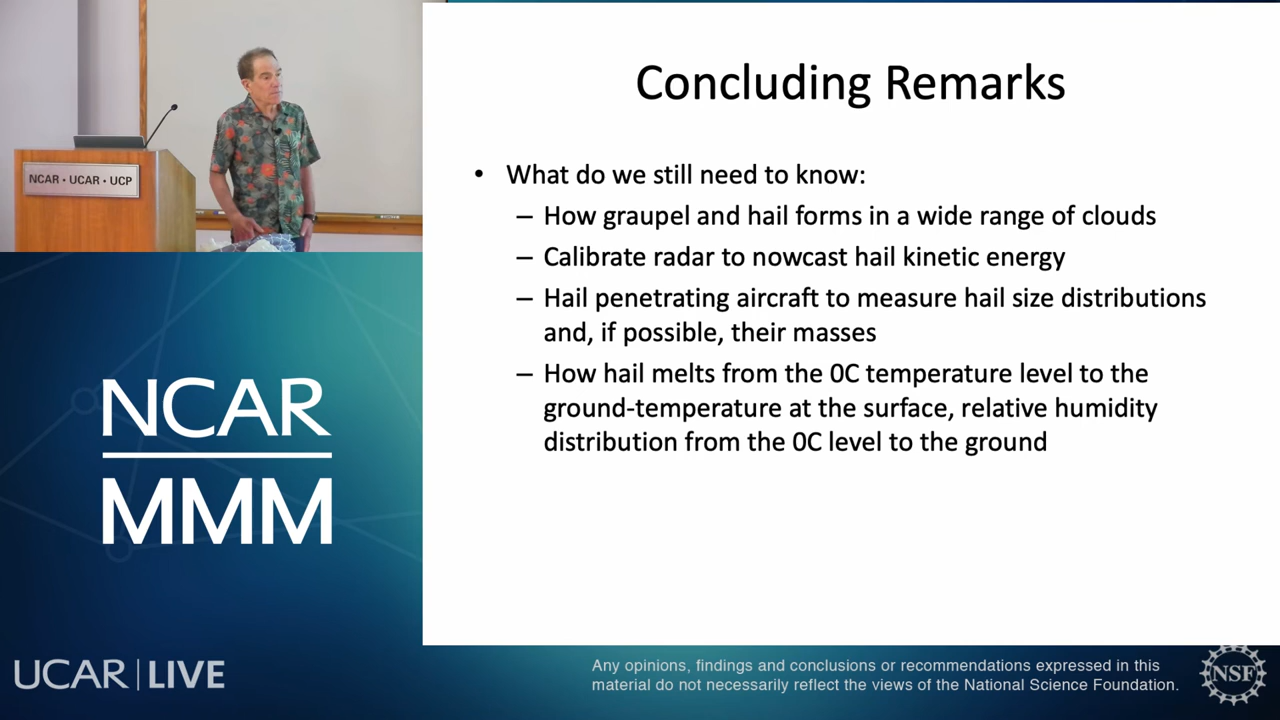 Concluding Remarks
• What do we still need to know:
– How graupel and hail forms in a wide range of clouds
– Calibrate radar to nowcast hail kinetic energy
– Hail penetrating aircraft to measure hail size distributions
and, if possible, their masses
– How hail melts from the 0C temperature level to the
ground-temperature at the surface, relative humidity
distribution from the 0C level to the ground
NCAR • UCAR • UCP
NCAR
MMM
UCAR | LIVE
Any opinions, findings and conclusions or recommendations expressed in this
material do not necessarily reflect the views of the National Science Foundation.
NSF